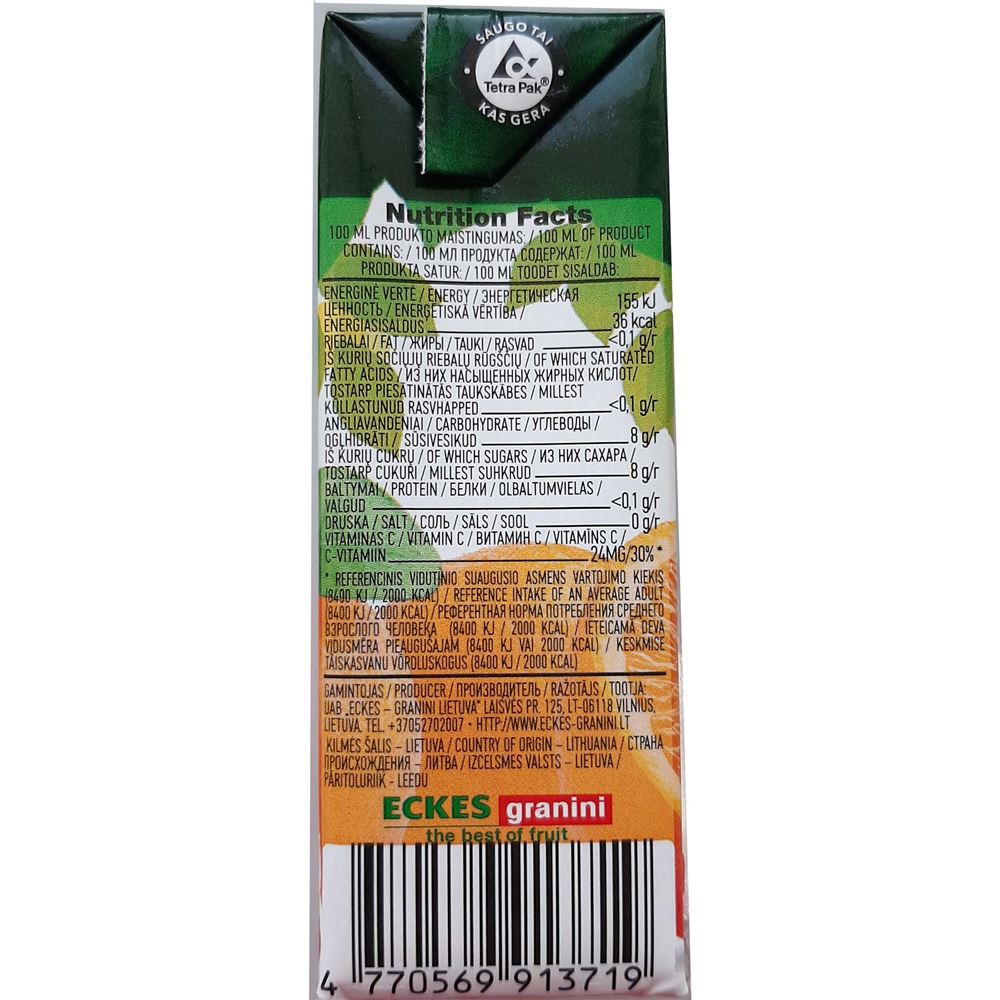 SAUGO TAI
Tetra Pak®
KAS GERA
Nutrition Facts
100 ML PRODUKTO MAISTINGUMAS: / 100 ML OF PRODUCT
CONTAINS: / 100 МЛ ПРОДУКТА СОДЕРЖАТ: / 100 ML
PRODUKTA SATUR: / 100 ML TOODET SISALDAB:
ENERGINĖ VERTĖ / ENERGY / ЭНЕРГЕТИЧЕСКАЯ
ЦЕННОСТЬ / ENERĢĒTISKĀ VĒRTĪBA / 155 kJ
ENERGIASISALDUS 36 kcal
RIEBALAI / FAT / ЖИРЫ / TAUKI / RASVAD <0,1 g/г
IŠ KURIŲ SOČIŲJŲ RIEBALŲ RŪGŠČIŲ / OF WHICH SATURATED
FATTY ACIDS / ИЗ НИХ НАСЫЩЕННЫХ ЖИРНЫХ КИСЛОТ/
TOSTARP PIESĀTINĀTĀS TAUKSKĀBES / MILLEST
KÜLLASTUNUD RASVHAPPED <0,1 g/г
ANGLIAVANDENIAI / CARBOHYDRATE / УГЛЕВОДЫ /
OGĻHIDRĀTI / SÜSIVESIKUD 8 g/г
IŠ KURIŲ CUKRŲ / OF WHICH SUGARS / ИЗ НИХ САХАРА /
TOSTARP CUKURI / MILLEST SUHKRUD 8 g/г
BALTYMAI / PROTEIN / БЕЛКИ / OLBALTUMVIELAS /
VALGUD <0,1 g/г
DRUSKA / SALT / СОЛЬ / SĀLS / SOOL 0 g/г
VITAMINAS C / VITAMIN C / ВИТАМИН С / VITAMĪNS C /
C-VITAMIIN 24MG/30% *
* REFERENCINIS VIDUTINIO SUAUGUSIO ASMENS VARTOJIMO KIEKIS
(8400 KJ / 2000 KCAL) / REFERENCE INTAKE OF AN AVERAGE ADULT
(8400 KJ / 2000 KCAL) / РЕФЕРЕНТНАЯ НОРМА ПОТРЕБЛЕНИЯ СРЕДНЕГО
ВЗРОСЛОГО ЧЕЛОВЕКА (8400 KJ / 2000 KCAL) / IETEICAMĀ DEVA
VIDUSMĒRA PIEAUGUŠAJAM (8400 KJ VAI 2000 KCAL) / KESKMISE
TÄISKASVANU VÕRDLUSKOGUS (8400 KJ / 2000 KCAL)
GAMINTOJAS / PRODUCER / ПРОИЗВОДИТЕЛЬ / RAŽOTĀJS / TOOTJA:
UAB „ECKES – GRANINI LIETUVA" LAISVĖS PR. 125, LT-06118 VILNIUS,
LIETUVA. TEL. +37052702007 • HTTP://WWW.ECKES-GRANINI.LT
KILMĖS ŠALIS – LIETUVA / COUNTRY OF ORIGIN – LITHUANIA / СТРАНА
ПРОИСХОЖДЕНИЯ – ЛИТВА / IZCELSMES VALSTS – LIETUVA /
PÄRITOLURIIK - LEEDU
ECKES granini
the best of fruit
4 770569 913719